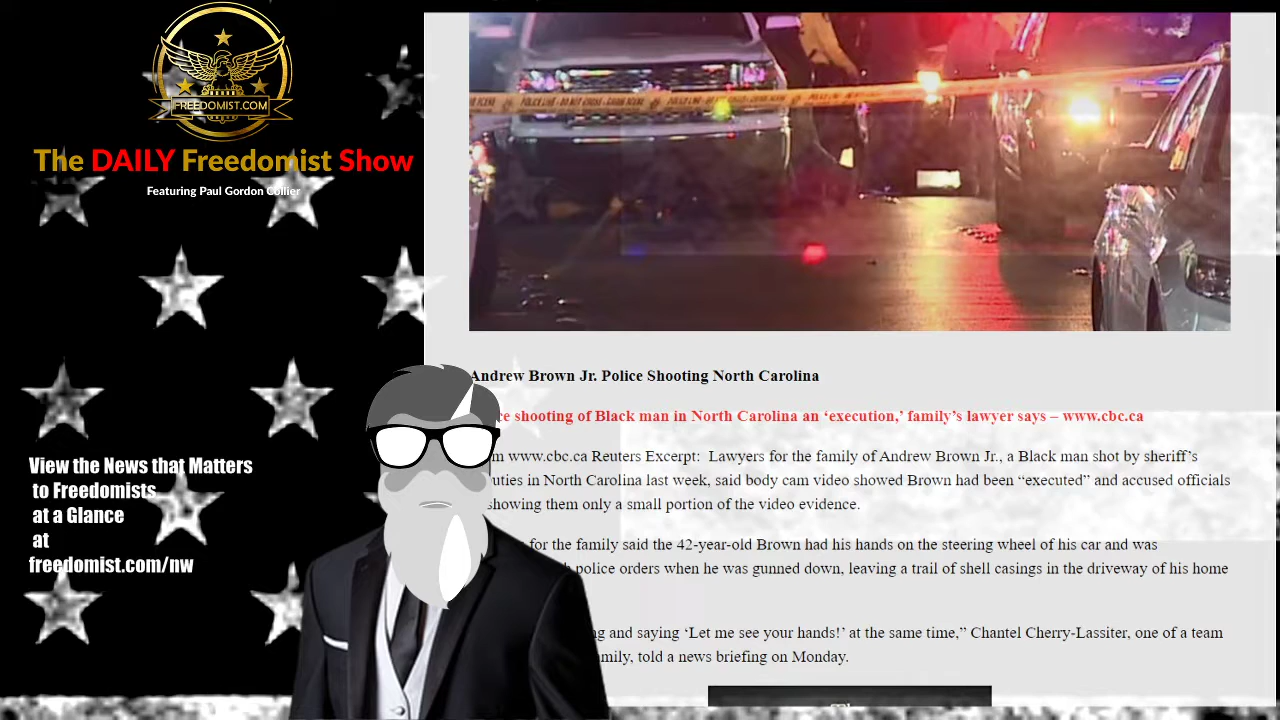 FREEDOMIST.COM
The DAILY Freedomist Show
Featuring Paul Gordon Collier
View the News that Matters
to Freedomists
at a Glance
at
freedomist.com/nw
POLICE LINE - DO NOT CROSS
Andrew Brown Jr. Police Shooting North Carolina
shooting of Black man in North Carolina an ‘execution,’ family’s lawyer says – www.cbc.ca
www.cbc.ca Reuters Excerpt: Lawyers for the family of Andrew Brown Jr., a Black man shot by sheriff’s
in North Carolina last week, said body cam video showed Brown had been “executed” and accused officials
showing them only a small portion of the video evidence.
for the family said the 42-year-old Brown had his hands on the steering wheel of his car and was
police orders when he was gunned down, leaving a trail of shell casings in the driveway of his home
and saying ‘Let me see your hands!’ at the same time,” Chantel Cherry-Lassiter, one of a team
told a news briefing on Monday.